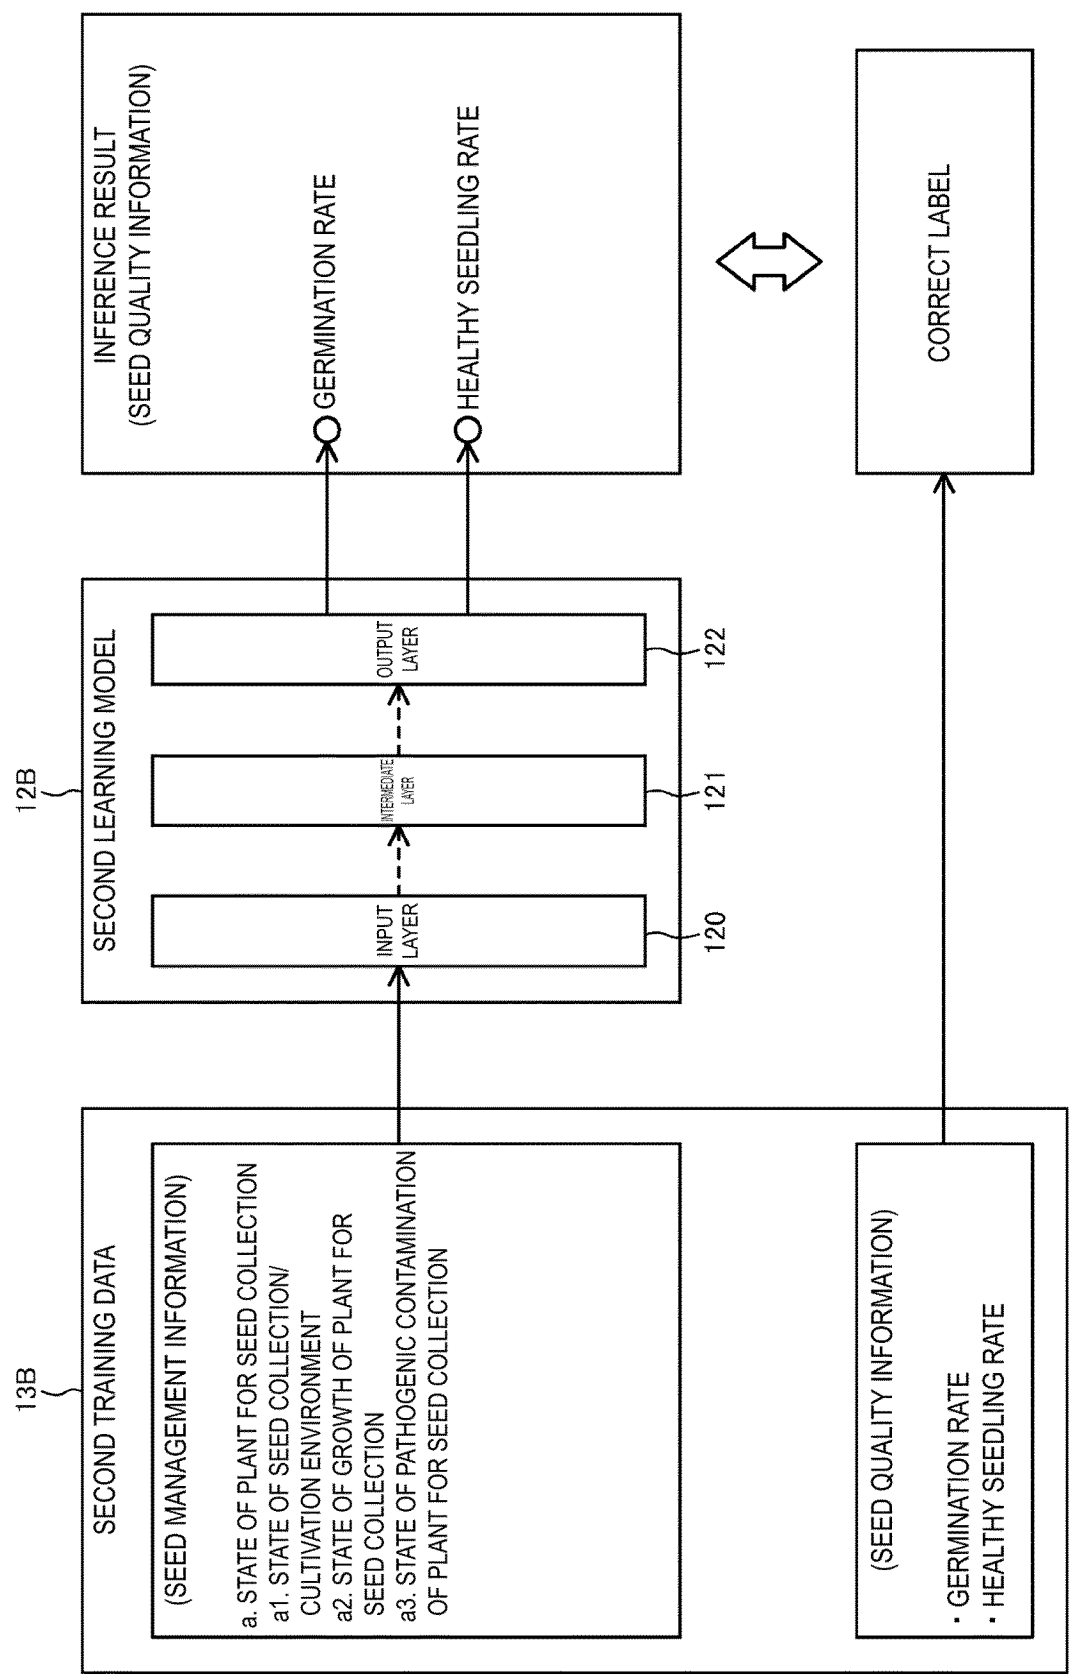 13B
SECOND TRAINING DATA
(SEED MANAGEMENT INFORMATION)
a. STATE OF PLANT FOR SEED COLLECTION
a1. STATE OF SEED COLLECTION/
CULTIVATION ENVIRONMENT
a2. STATE OF GROWTH OF PLANT FOR
SEED COLLECTION
a3. STATE OF PATHOGENIC CONTAMINATION
OF PLANT FOR SEED COLLECTION
(SEED QUALITY INFORMATION)
・GERMINATION RATE
・HEALTHY SEEDLING RATE
12B
SECOND LEARNING MODEL
INPUT
LAYER
120
INTERMEDIATE
LAYER
121
OUTPUT
LAYER
122
INFERENCE RESULT
(SEED QUALITY INFORMATION)
GERMINATION RATE
HEALTHY SEEDLING RATE
CORRECT LABEL